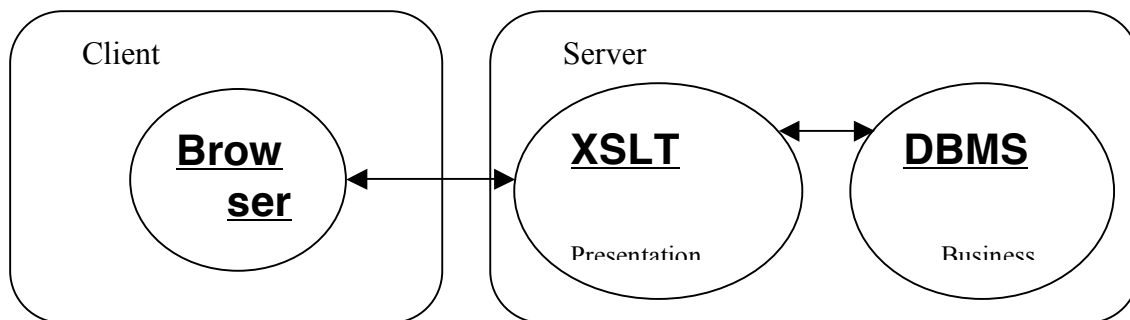 Client
Brow
ser
Server
XSLT
Presentation
DBMS
Business